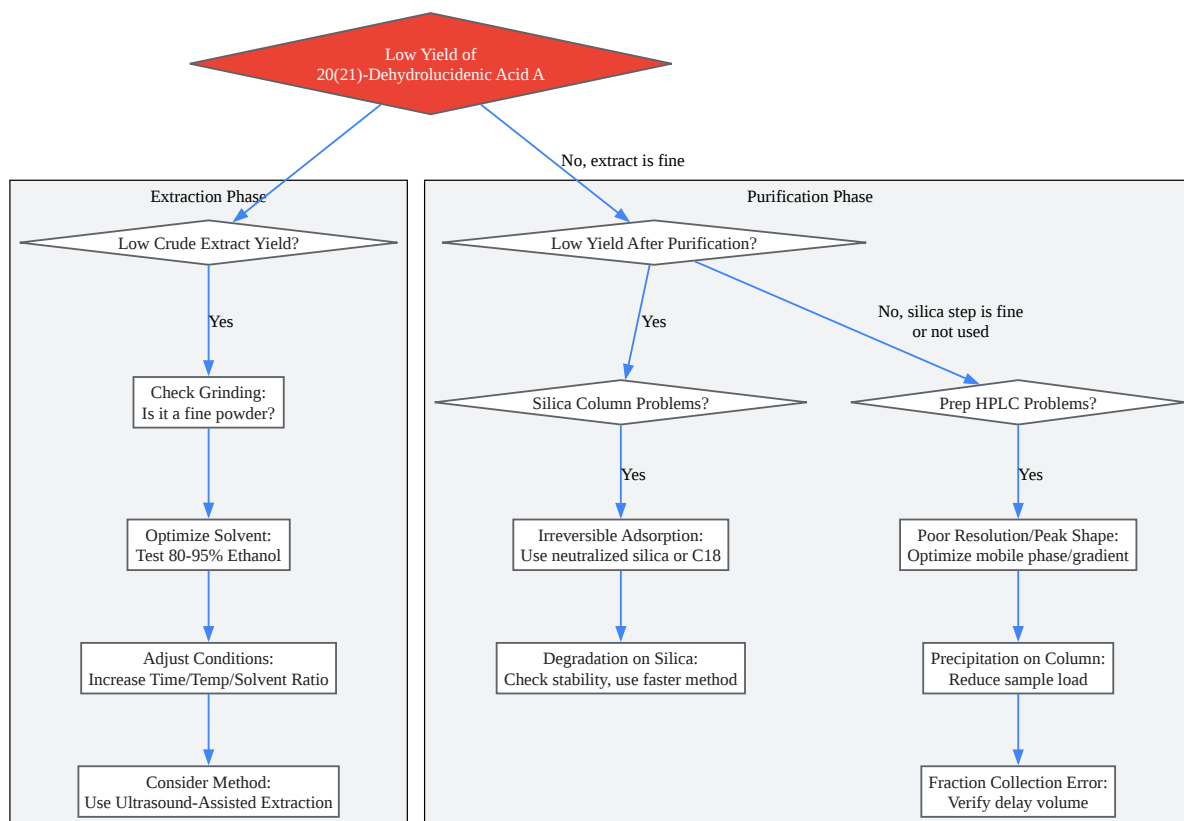 Low Yield of
20(21)-Dehydrolucidenic Acid A
No, extract is fine
Extraction Phase
Low Crude Extract Yield?
Yes
Check Grinding:
Is it a fine powder?
Optimize Solvent:
Test 80-95% Ethanol
Adjust Conditions:
Increase Time/Temp/Solvent Ratio
Consider Method:
Use Ultrasound-Assisted Extraction
Purification Phase
Low Yield After Purification?
Yes
No, silica step is fine
or not used
Silica Column Problems?
Yes
Irreversible Adsorption:
Use neutralized silica or C18
Degradation on Silica:
Check stability, use faster method
Prep HPLC Problems?
Yes
Poor Resolution/Peak Shape:
Optimize mobile phase/gradient
Precipitation on Column:
Reduce sample load
Fraction Collection Error:
Verify delay volume